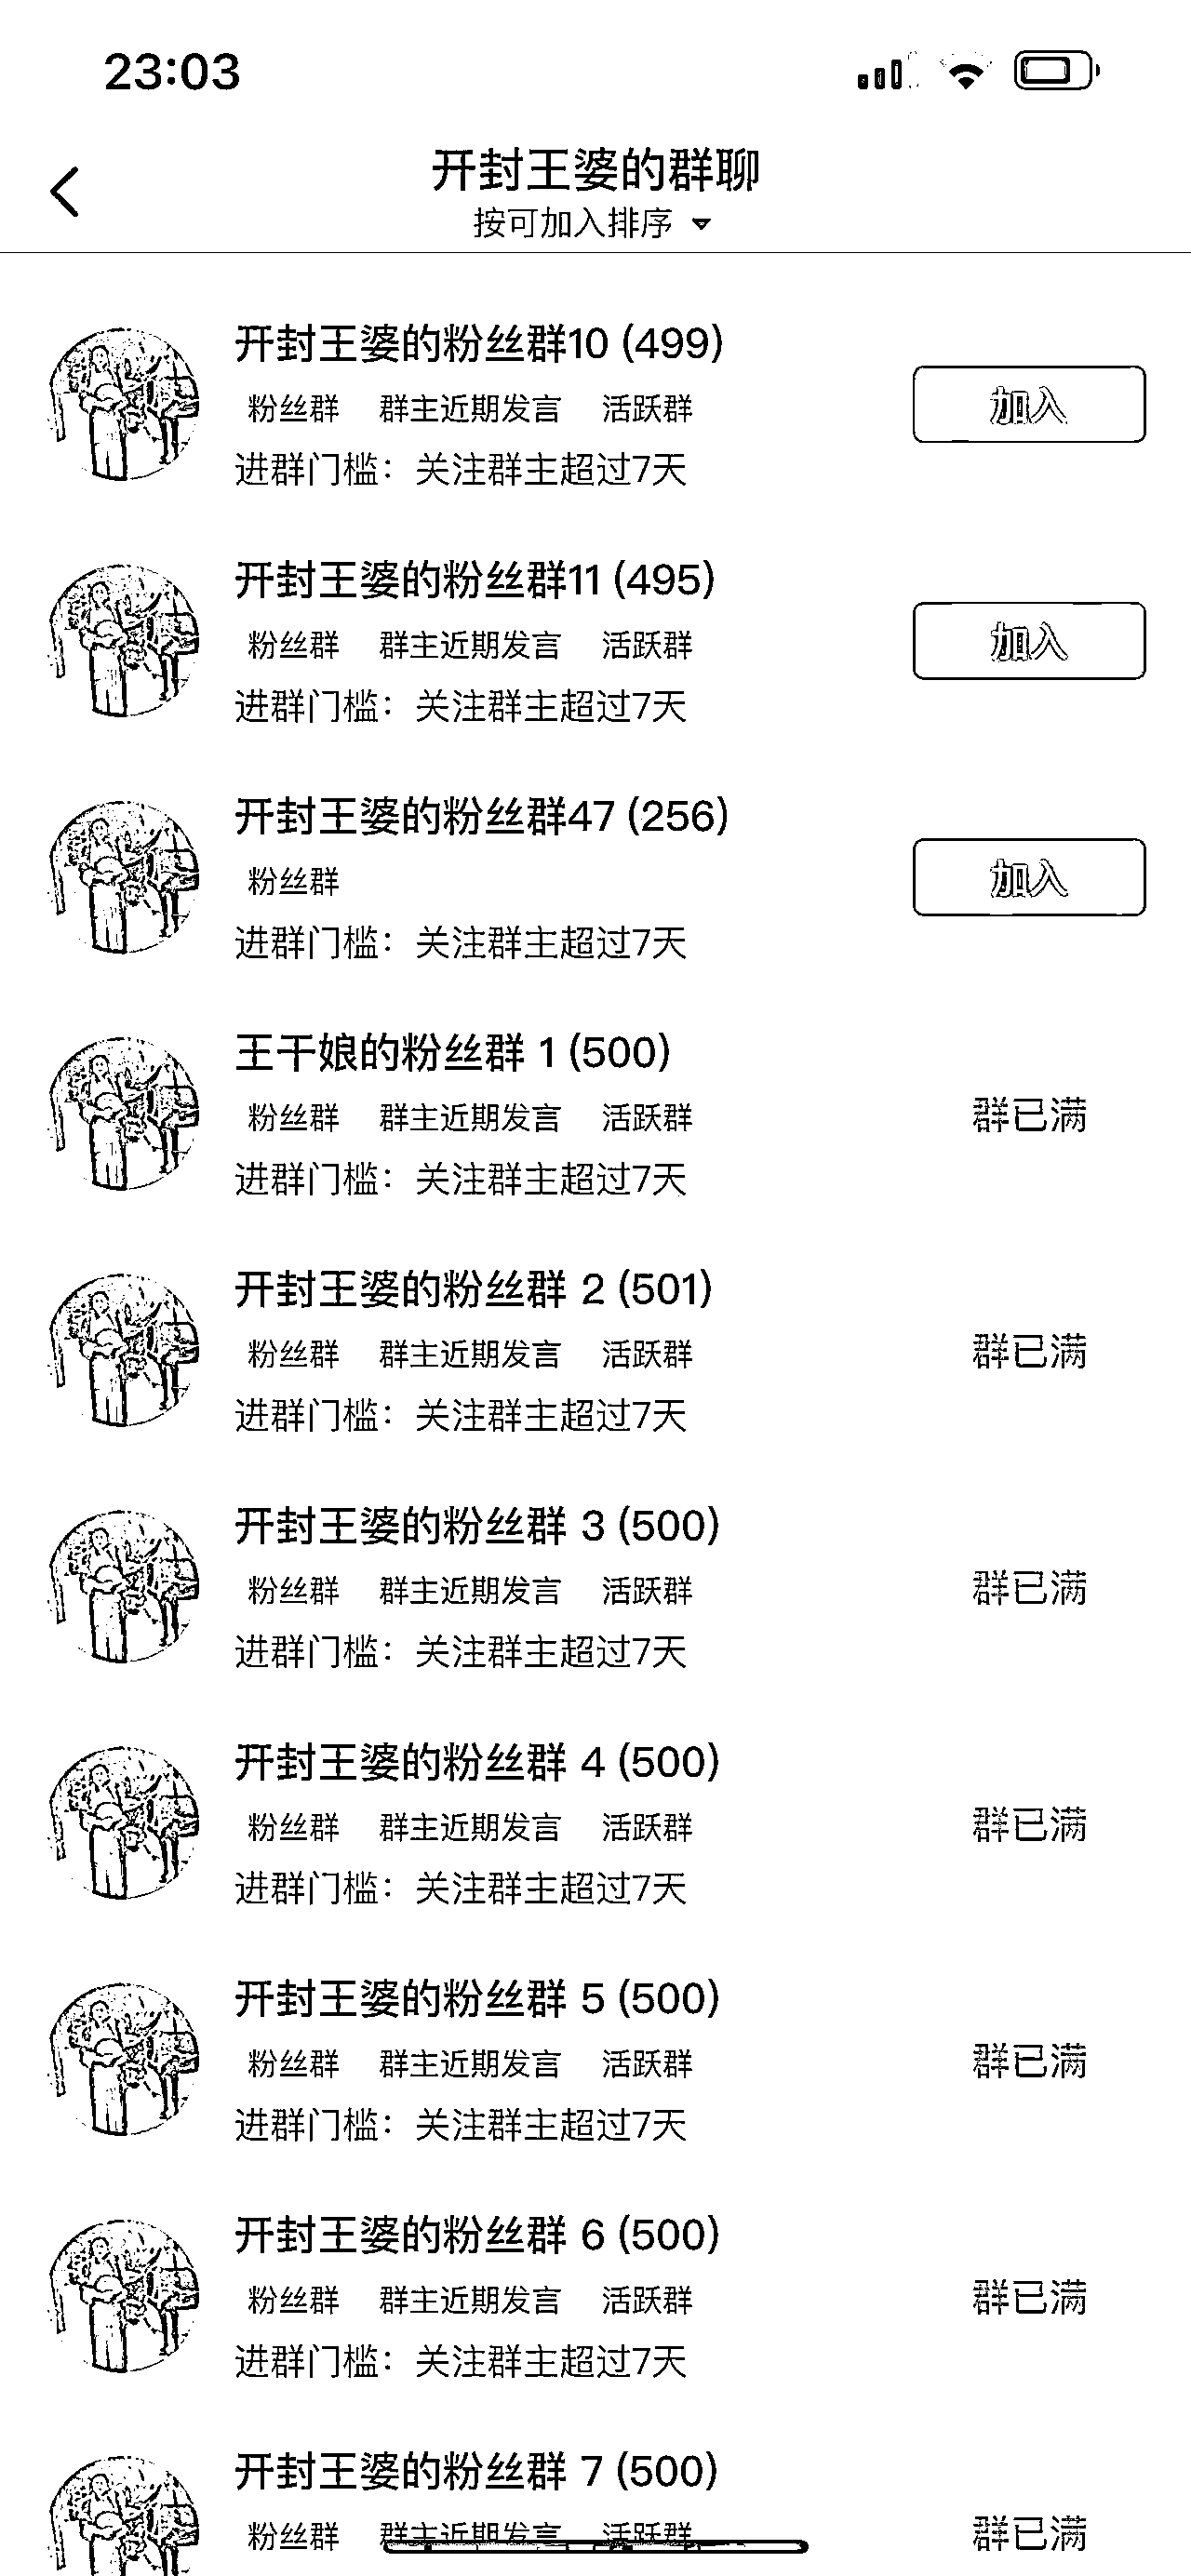 23:03
开封王婆的群聊
按可加入排序
开封王婆的粉丝群10 (499)
粉丝群 群主近期发言 活跃群
加入
进群门槛：关注群主超过7天
开封王婆的粉丝群11 (495)
粉丝群 群主近期发言 活跃群
加入
进群门槛：关注群主超过7天
开封王婆的粉丝群47 (256)
粉丝群
加入
进群门槛：关注群主超过7天
王干娘的粉丝群 1 (500)
粉丝群 群主近期发言 活跃群
群已满
进群门槛：关注群主超过7天
开封王婆的粉丝群 2 (501)
粉丝群 群主近期发言 活跃群
群已满
进群门槛：关注群主超过7天
开封王婆的粉丝群 3 (500)
粉丝群 群主近期发言 活跃群
群已满
进群门槛：关注群主超过7天
开封王婆的粉丝群 4 (500)
粉丝群 群主近期发言 活跃群
群已满
进群门槛：关注群主超过7天
开封王婆的粉丝群 5 (500)
粉丝群 群主近期发言 活跃群
群已满
进群门槛：关注群主超过7天
开封王婆的粉丝群 6 (500)
粉丝群 群主近期发言 活跃群
群已满
进群门槛：关注群主超过7天
开封王婆的粉丝群 7 (500)
粉丝群 群主近期发言 活跃群
群已满